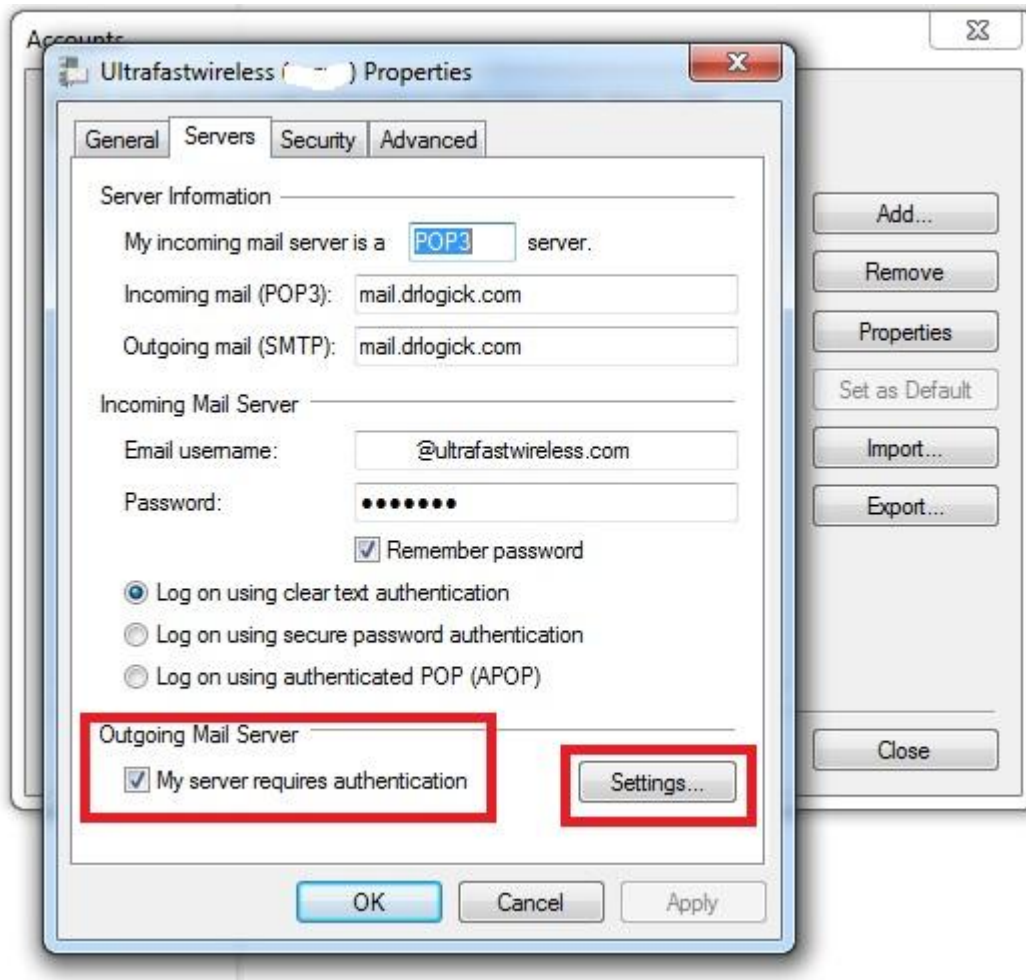 Accounts
Ultrafastwireless ( ) Properties
General Servers Security Advanced
Server Information
My incoming mail server is a POP3 server.
Incoming mail (POP3): mail.drlogick.com
Outgoing mail (SMTP): mail.drlogick.com
Incoming Mail Server
Email username: @ultrafastwireless.com
Password: •••••••
Remember password
Log on using clear text authentication
Log on using secure password authentication
Log on using authenticated POP (APOP)
Outgoing Mail Server
My server requires authentication
Settings...
OK Cancel Apply
Add...
Remove
Properties
Set as Default
Import...
Export...
Close